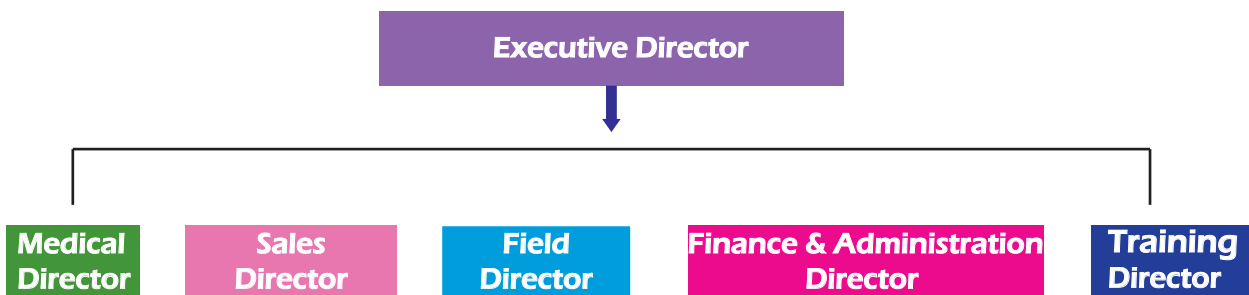 Executive Director
Medical
Director
Sales
Director
Field
Director
Finance & Administration
Director
Training
Director